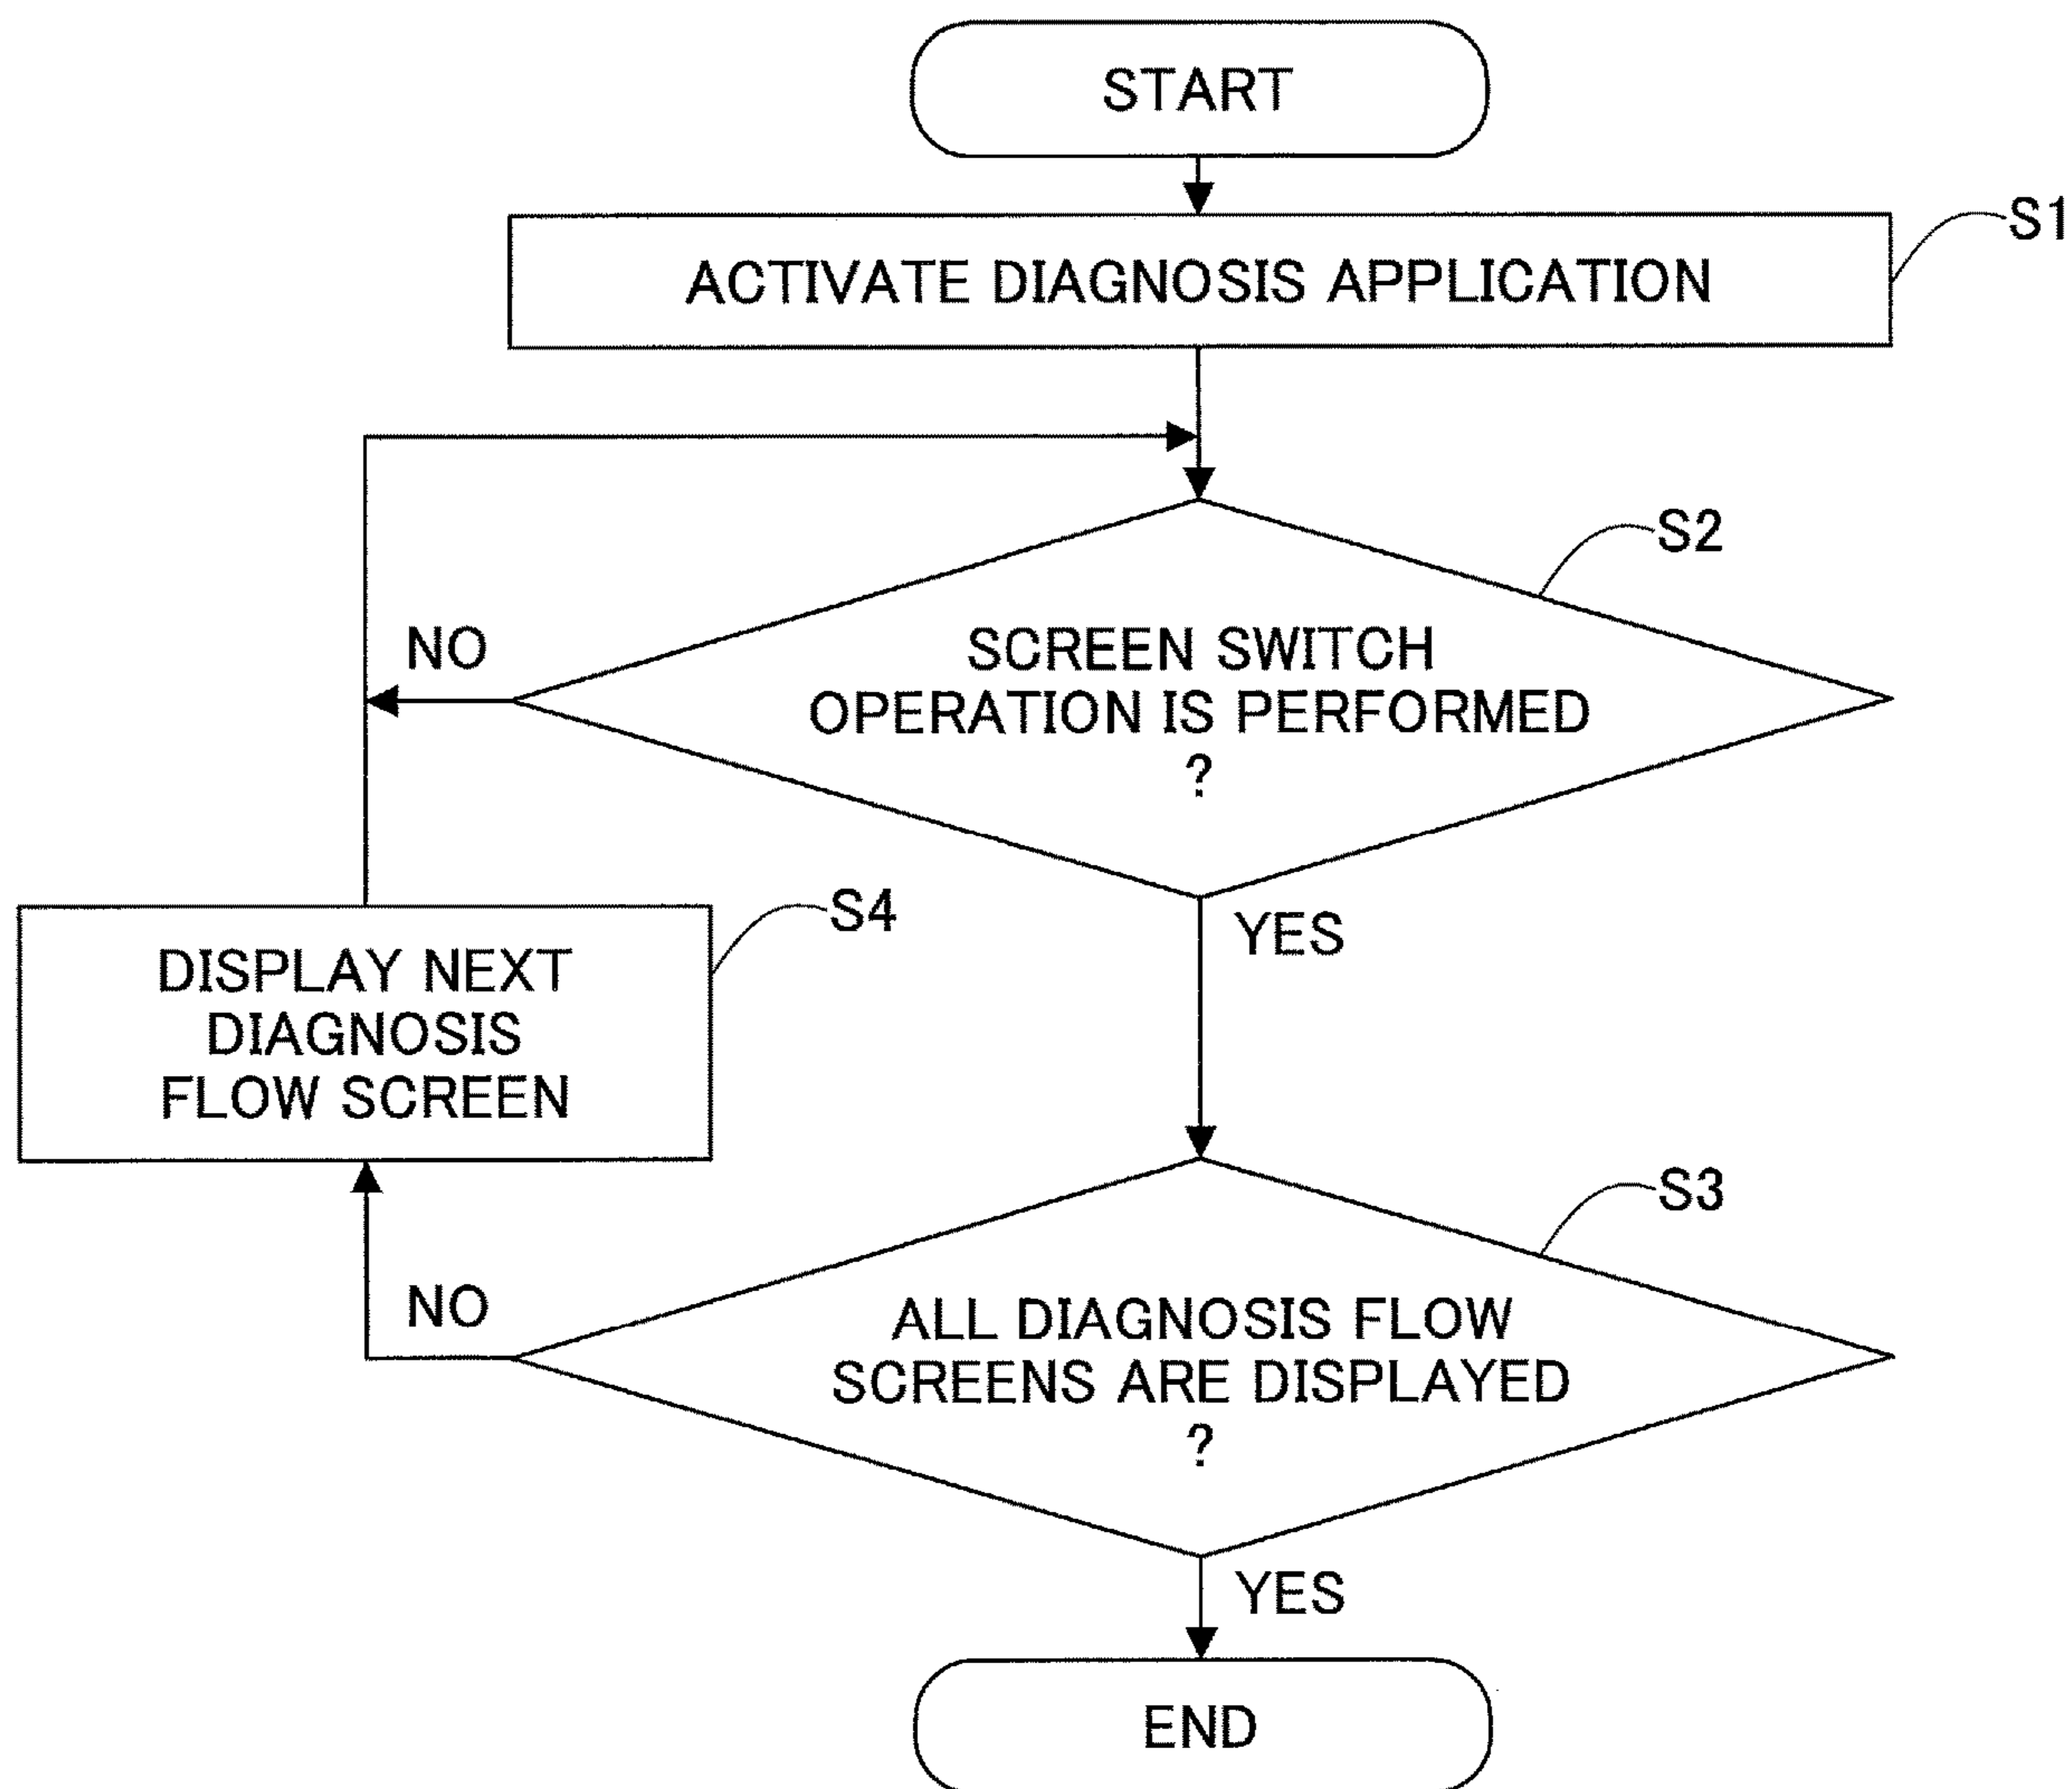 START
S1
ACTIVATE DIAGNOSIS APPLICATION
S2
SCREEN SWITCH
OPERATION IS PERFORMED
?
NO
YES
S4
DISPLAY NEXT
DIAGNOSIS
FLOW SCREEN
S3
ALL DIAGNOSIS FLOW
SCREENS ARE DISPLAYED
?
NO
YES
END